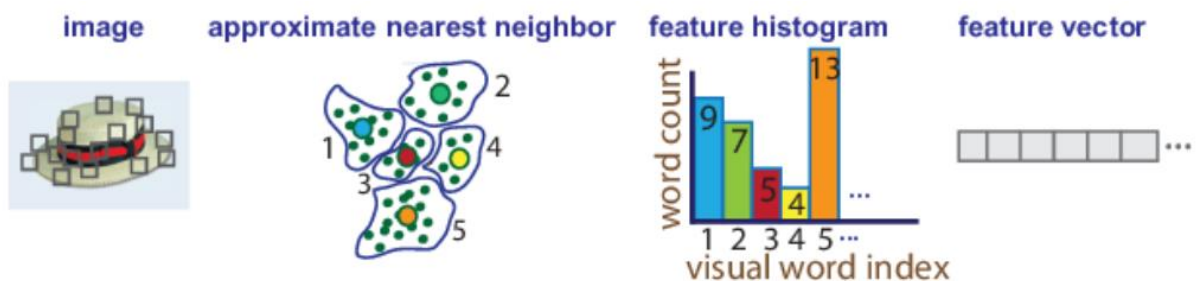 image
approximate nearest neighbor
feature histogram
feature vector
1
2
3
4
5
word count
9
7
5
4
13
...
1 2 3 4 5 ...
visual word index
...